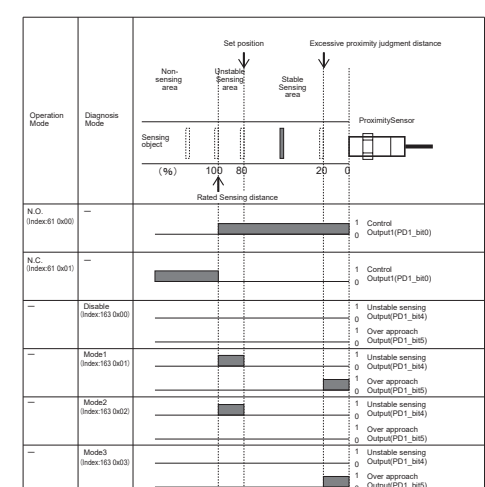 Set position
Excessive proximity judgment distance
Non-
sensing
area
Unstable
Sensing
area
Stable
Sensing
area
Operation
Mode
Diagnosis
Mode
ProximitySensor
Sensing
object
(%) 100 80 20 0
Rated Sensing distance
N.O.
(Index:61 0x00)
—
1 Control
0 Output1(PD1_bit0)
N.C.
(Index:61 0x01)
—
1 Control
0 Output1(PD1_bit0)
—
Disable
(Index:163 0x00)
1 Unstable sensing
0 Output(PD1_bit4)
1 Over approach
0 Output(PD1_bit5)
—
Mode1
(Index:163 0x01)
1 Unstable sensing
0 Output(PD1_bit4)
1 Over approach
0 Output(PD1_bit5)
—
Mode2
(Index:163 0x02)
1 Unstable sensing
0 Output(PD1_bit4)
1 Over approach
0 Output(PD1_bit5)
—
Mode3
(Index:163 0x03)
1 Unstable sensing
0 Output(PD1_bit4)
1 Over approach
0 Output(PD1_bit5)